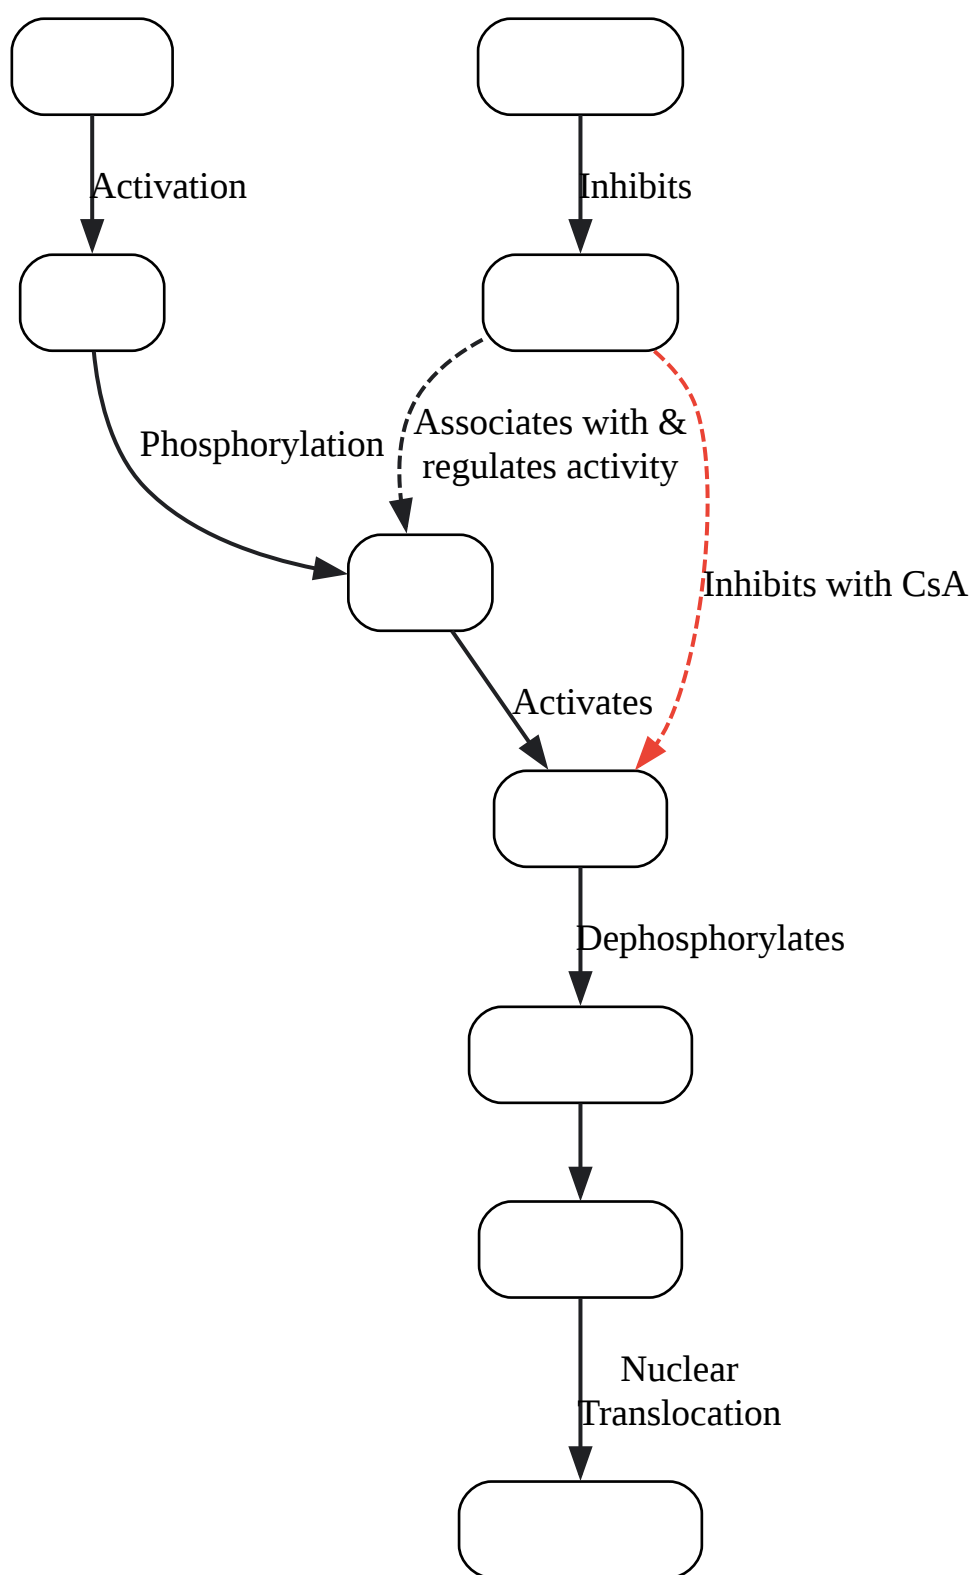 Activation
Inhibits
Associates with &
regulates activity
Phosphorylation
Inhibits with CsA
Activates
Dephosphorylates
Nuclear
Translocation